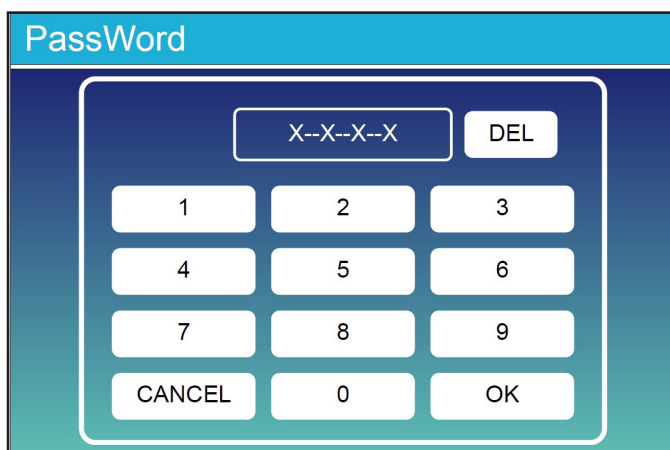 PassWord
X--X--X--X DEL
1 2 3
4 5 6
7 8 9
CANCEL 0 OK